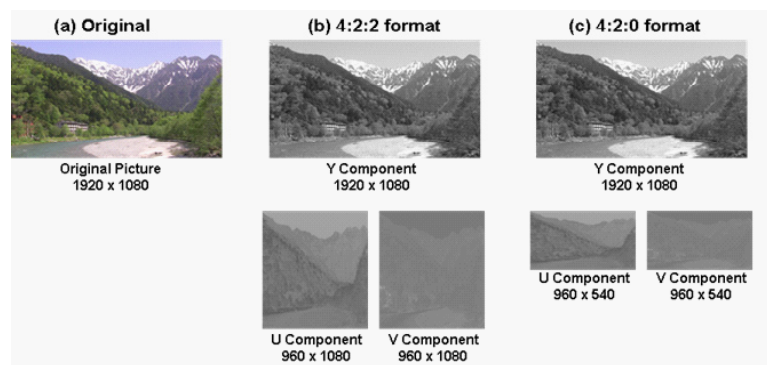 (a) Original
(b) 4:2:2 format
(c) 4:2:0 format
Original Picture
1920 x 1080
Y Component
1920 x 1080
Y Component
1920 x 1080
U Component
960 x 1080
V Component
960 x 1080
U Component
960 x 540
V Component
960 x 540